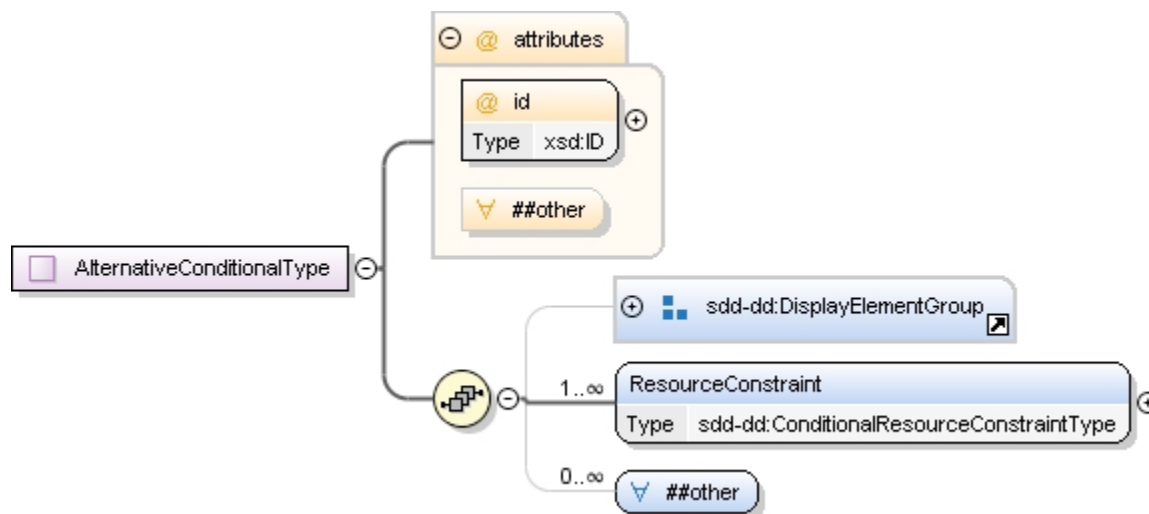 @ attributes
@ id
Type xsd:ID
∀ ##other
AlternativeConditionalType
sdd-dd:DisplayElementGroup
1..∞ ResourceConstraint
Type sdd-dd:ConditionalResourceConstraintType
0..∞
∀ ##other